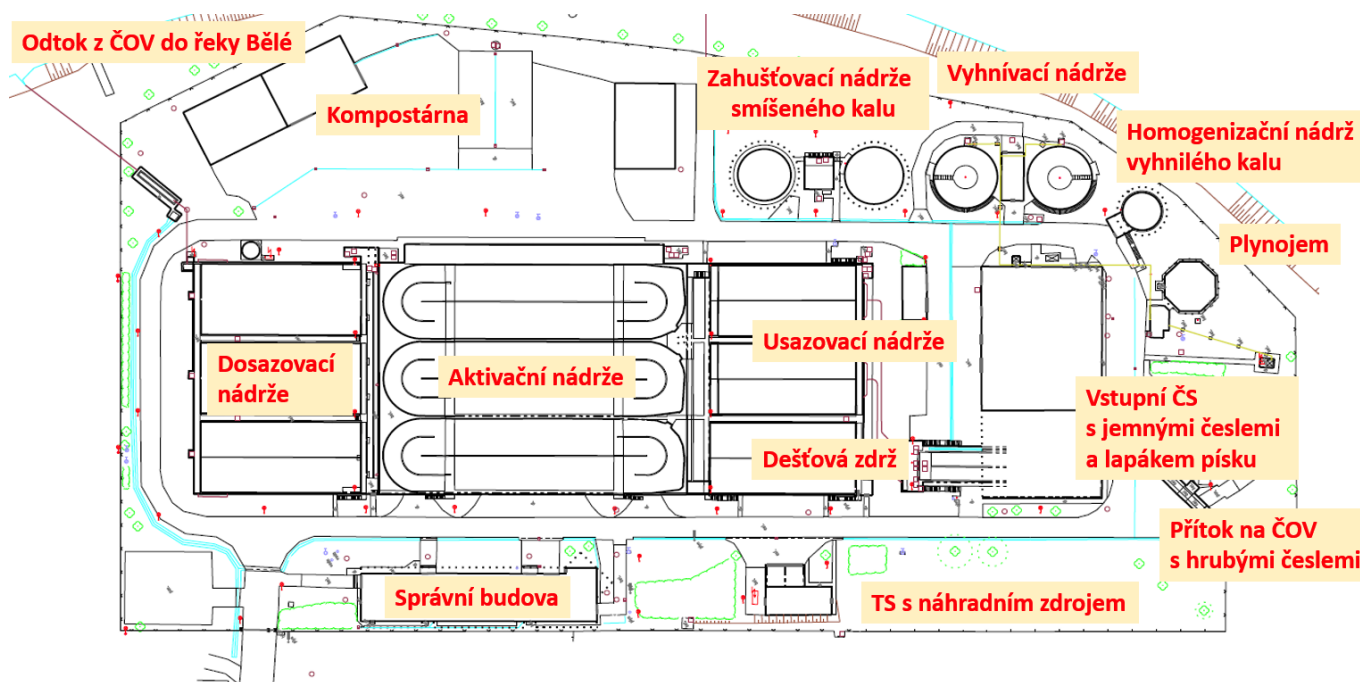 Odtok z ČOV do řeky Bělé
Kompostárna
Zahušťovací nádrže
smíšeného kalu
Vyhnívací nádrže
Homogenizační nádrž
vyhnilého kalu
Plynojem
Dosazovací
nádrže
Aktivační nádrže
Usazovací nádrže
Dešťová zdrž
Vstupní ČS
s jemnými česlemi
a lapákem písku
Přítok na ČOV
s hrubými česlemi
Správní budova
TS s náhradním zdrojem